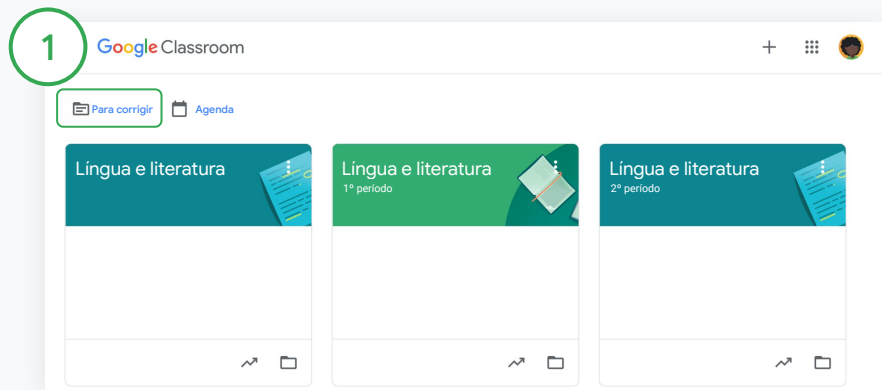 1
Google Classroom
Para corrigir
Agenda
Língua e literatura
Língua e literatura
1º período
Língua e literatura
2º período